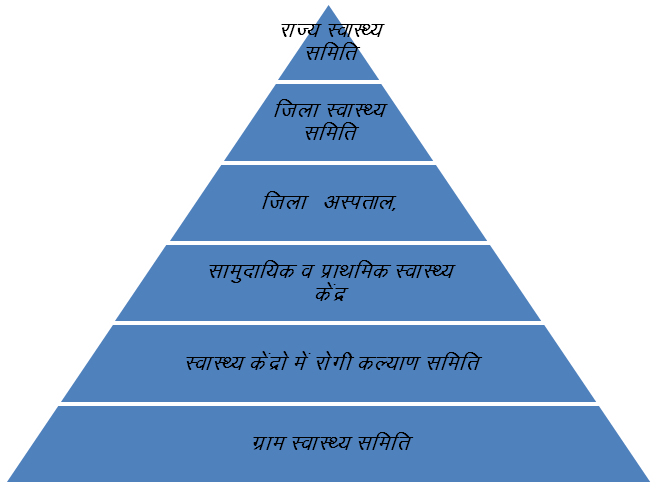 राज्य स्वास्थ्य
समिति
जिला स्वास्थ्य
समिति
जिला अस्पताल,
सामुदायिक व प्राथमिक स्वास्थ्य
केंद्र
स्वास्थ्य केंद्रो में रोगी कल्याण समिति
ग्राम स्वास्थ्य समिति